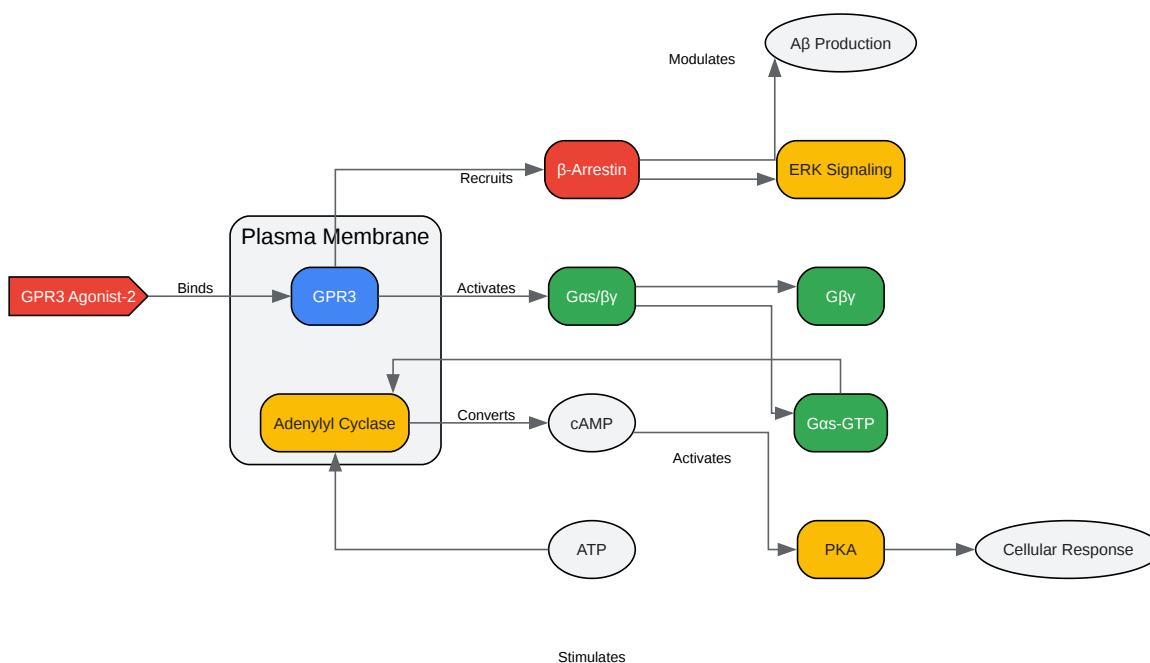 Aβ Production
Modulates
β-Arrestin
ERK Signaling
Recruits
Plasma Membrane
GPR3 Agonist-2
Binds
GPR3
Activates
Gαs/βγ
Gβγ
Adenylyl Cyclase
Converts
cAMP
Gαs-GTP
Activates
ATP
PKA
Cellular Response
Stimulates